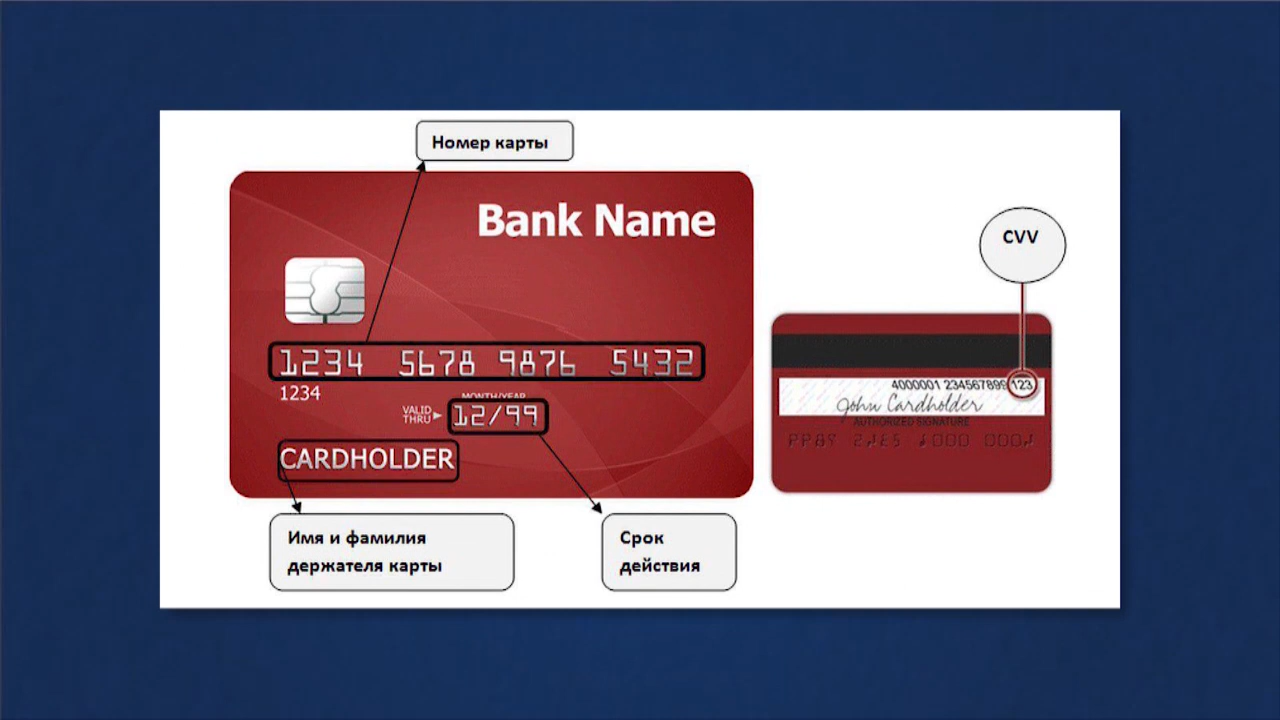 Номер карты
Bank Name
CVV
1234 5678 9876 5432
1234
MONTH/YEAR
VALID
THRU
12/99
CARDHOLDER
4000001 234567899 123
John Cardholder
AUTHORIZED SIGNATURE
Имя и фамилия
держателя карты
Срок
действия